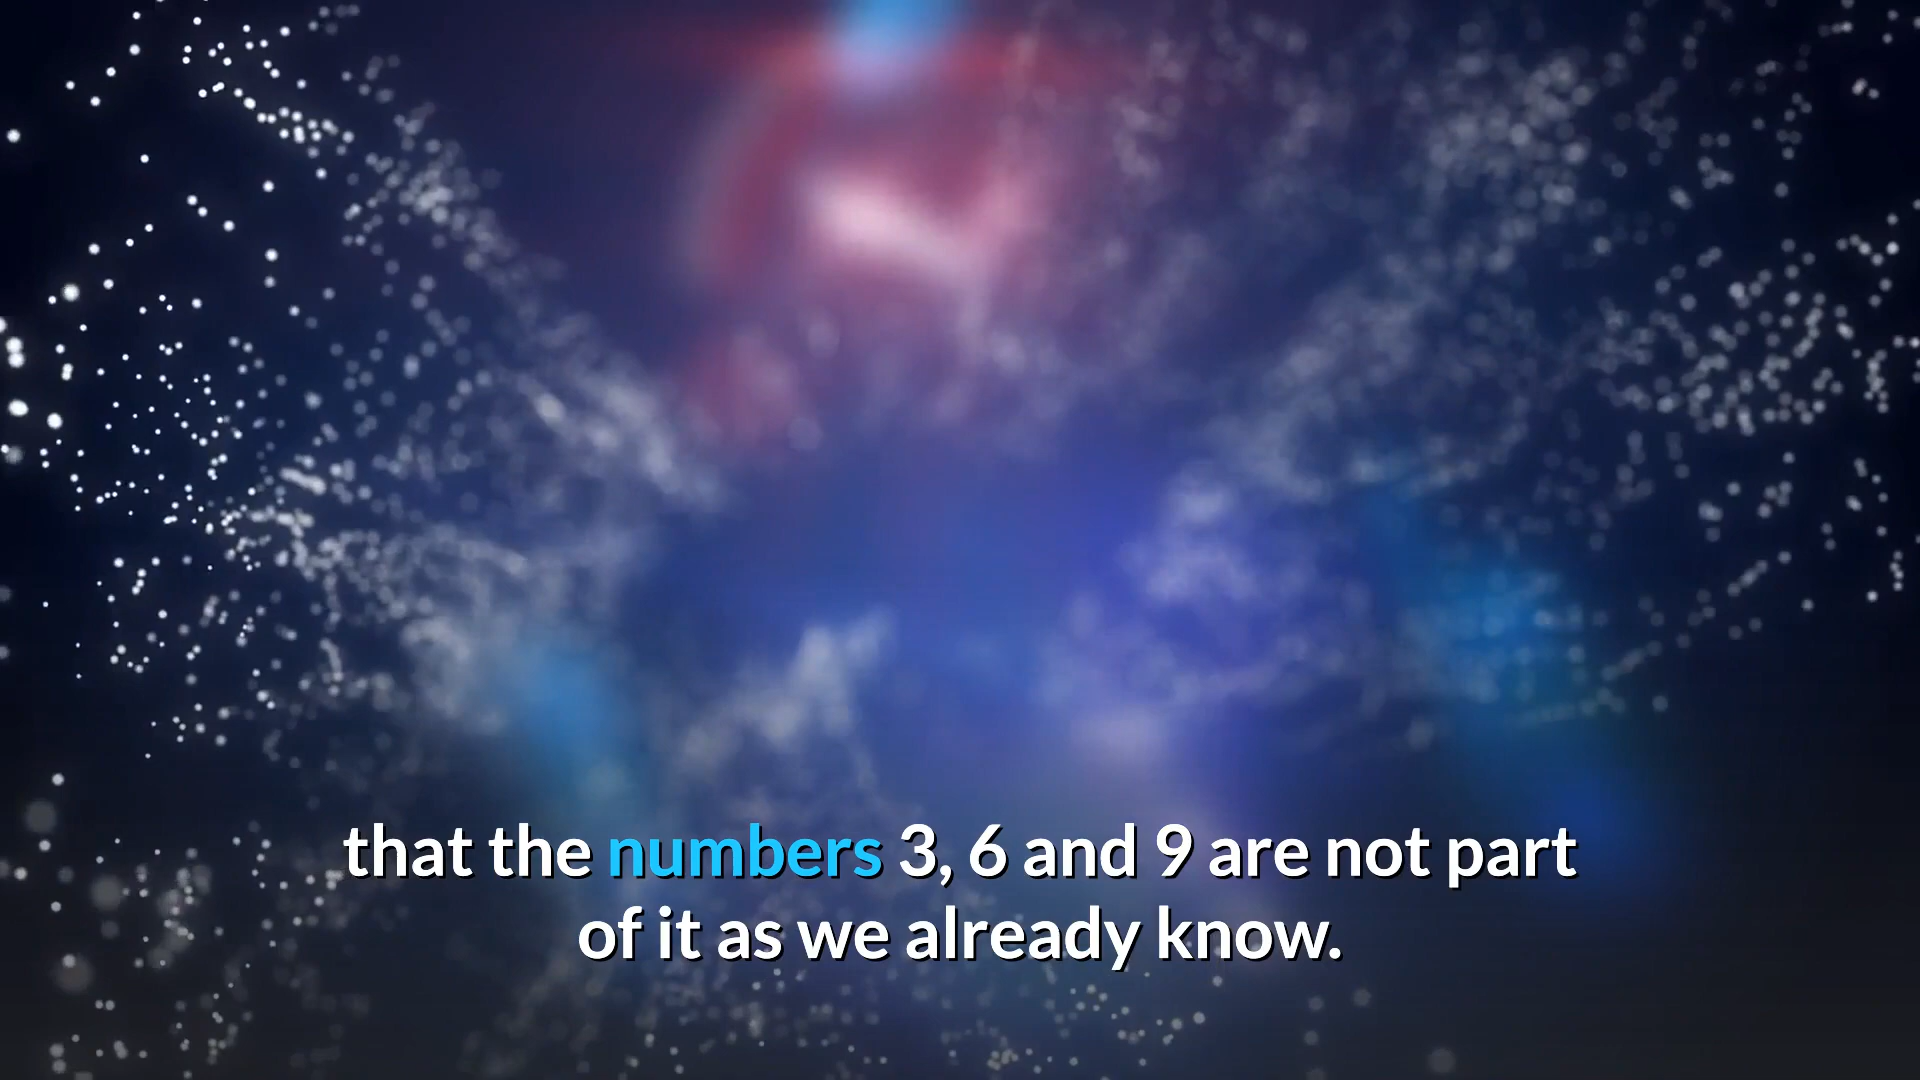 that the numbers 3, 6 and 9 are not part
of it as we already know.